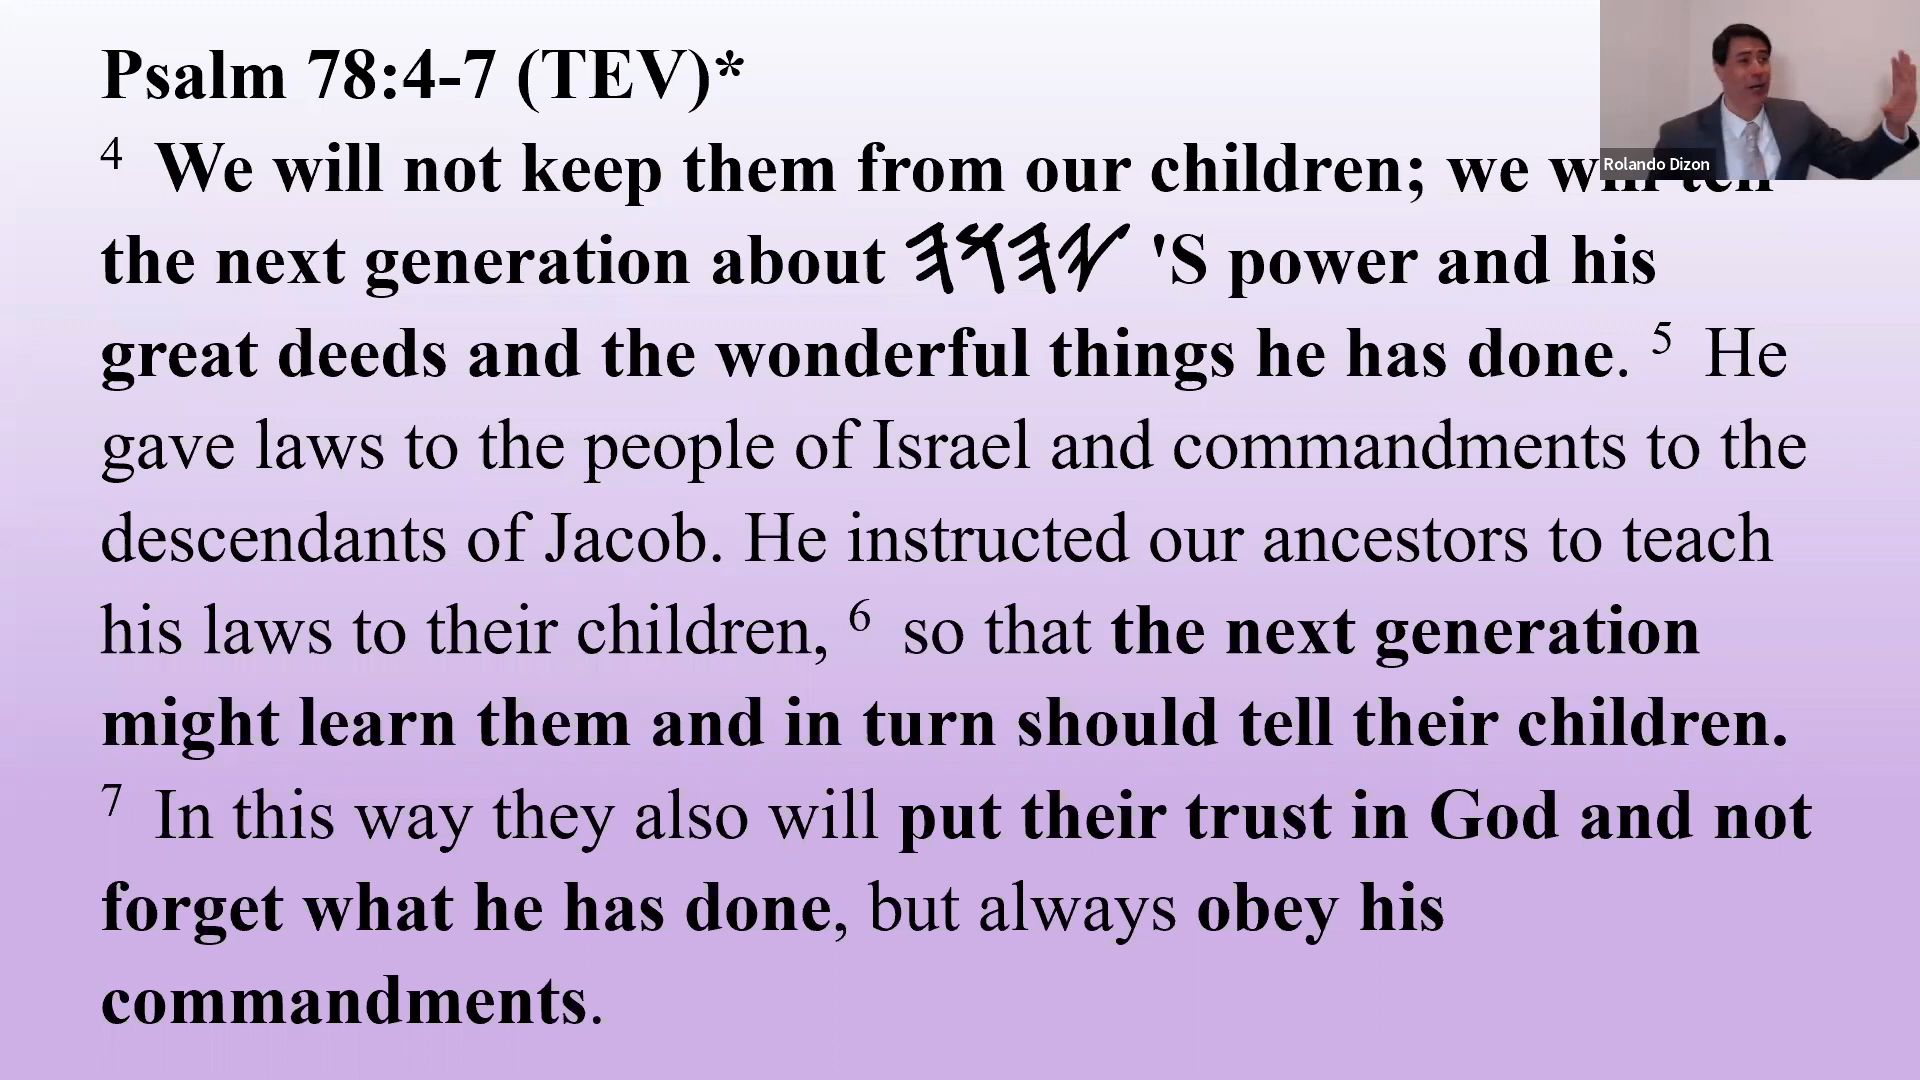 Psalm 78:4-7 (TEV)*
4 We will not keep them from our children; we will tell
the next generation about 𐤉𐤄𐤅𐤄 'S power and his
great deeds and the wonderful things he has done. 5 He
gave laws to the people of Israel and commandments to the
descendants of Jacob. He instructed our ancestors to teach
his laws to their children, 6 so that the next generation
might learn them and in turn should tell their children.
7 In this way they also will put their trust in God and not
forget what he has done, but always obey his
commandments.
Rolando Dizon